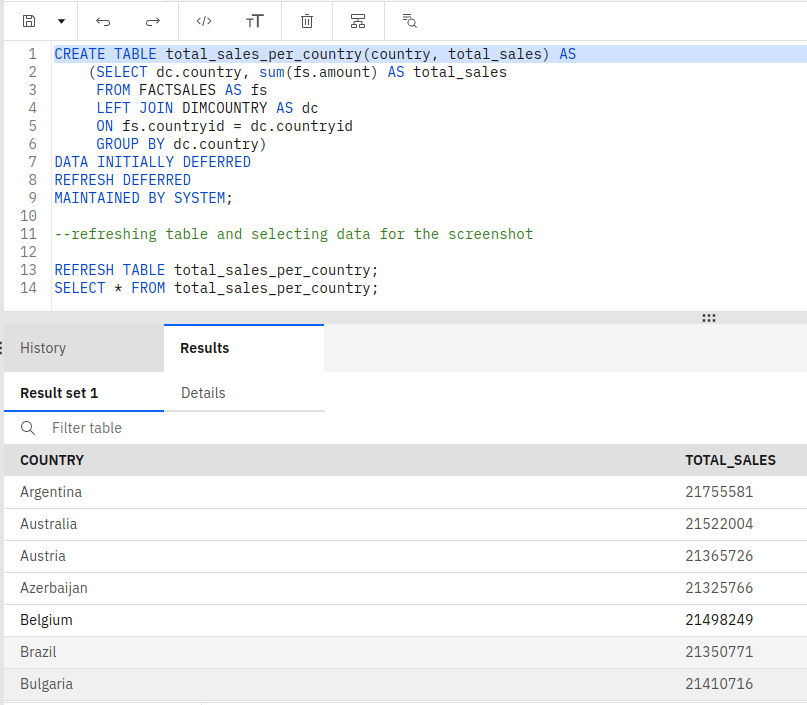 </> TT
1 CREATE TABLE total_sales_per_country(country, total_sales) AS
2 (SELECT dc.country, sum(fs.amount) AS total_sales
3 FROM FACTSALES AS fs
4 LEFT JOIN DIMCOUNTRY AS dc
5 ON fs.countryid = dc.countryid
6 GROUP BY dc.country)
7 DATA INITIALLY DEFERRED
8 REFRESH DEFERRED
9 MAINTAINED BY SYSTEM;
10
11 --refreshing table and selecting data for the screenshot
12
13 REFRESH TABLE total_sales_per_country;
14 SELECT * FROM total_sales_per_country;
History Results
Result set 1 Details
Filter table
COUNTRY TOTAL_SALES
Argentina 21755581
Australia 21522004
Austria 21365726
Azerbaijan 21325766
Belgium 21498249
Brazil 21350771
Bulgaria 21410716